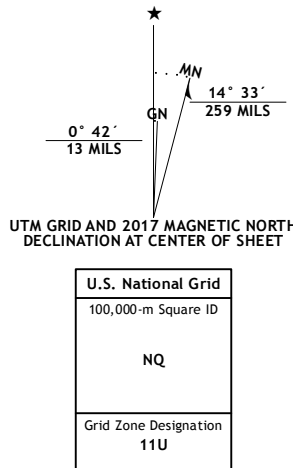 MN
GN
14° 33´
259 MILS
0° 42´
13 MILS
UTM GRID AND 2017 MAGNETIC NORTH
DECLINATION AT CENTER OF SHEET
U.S. National Grid
100,000-m Square ID
NQ
Grid Zone Designation
11U